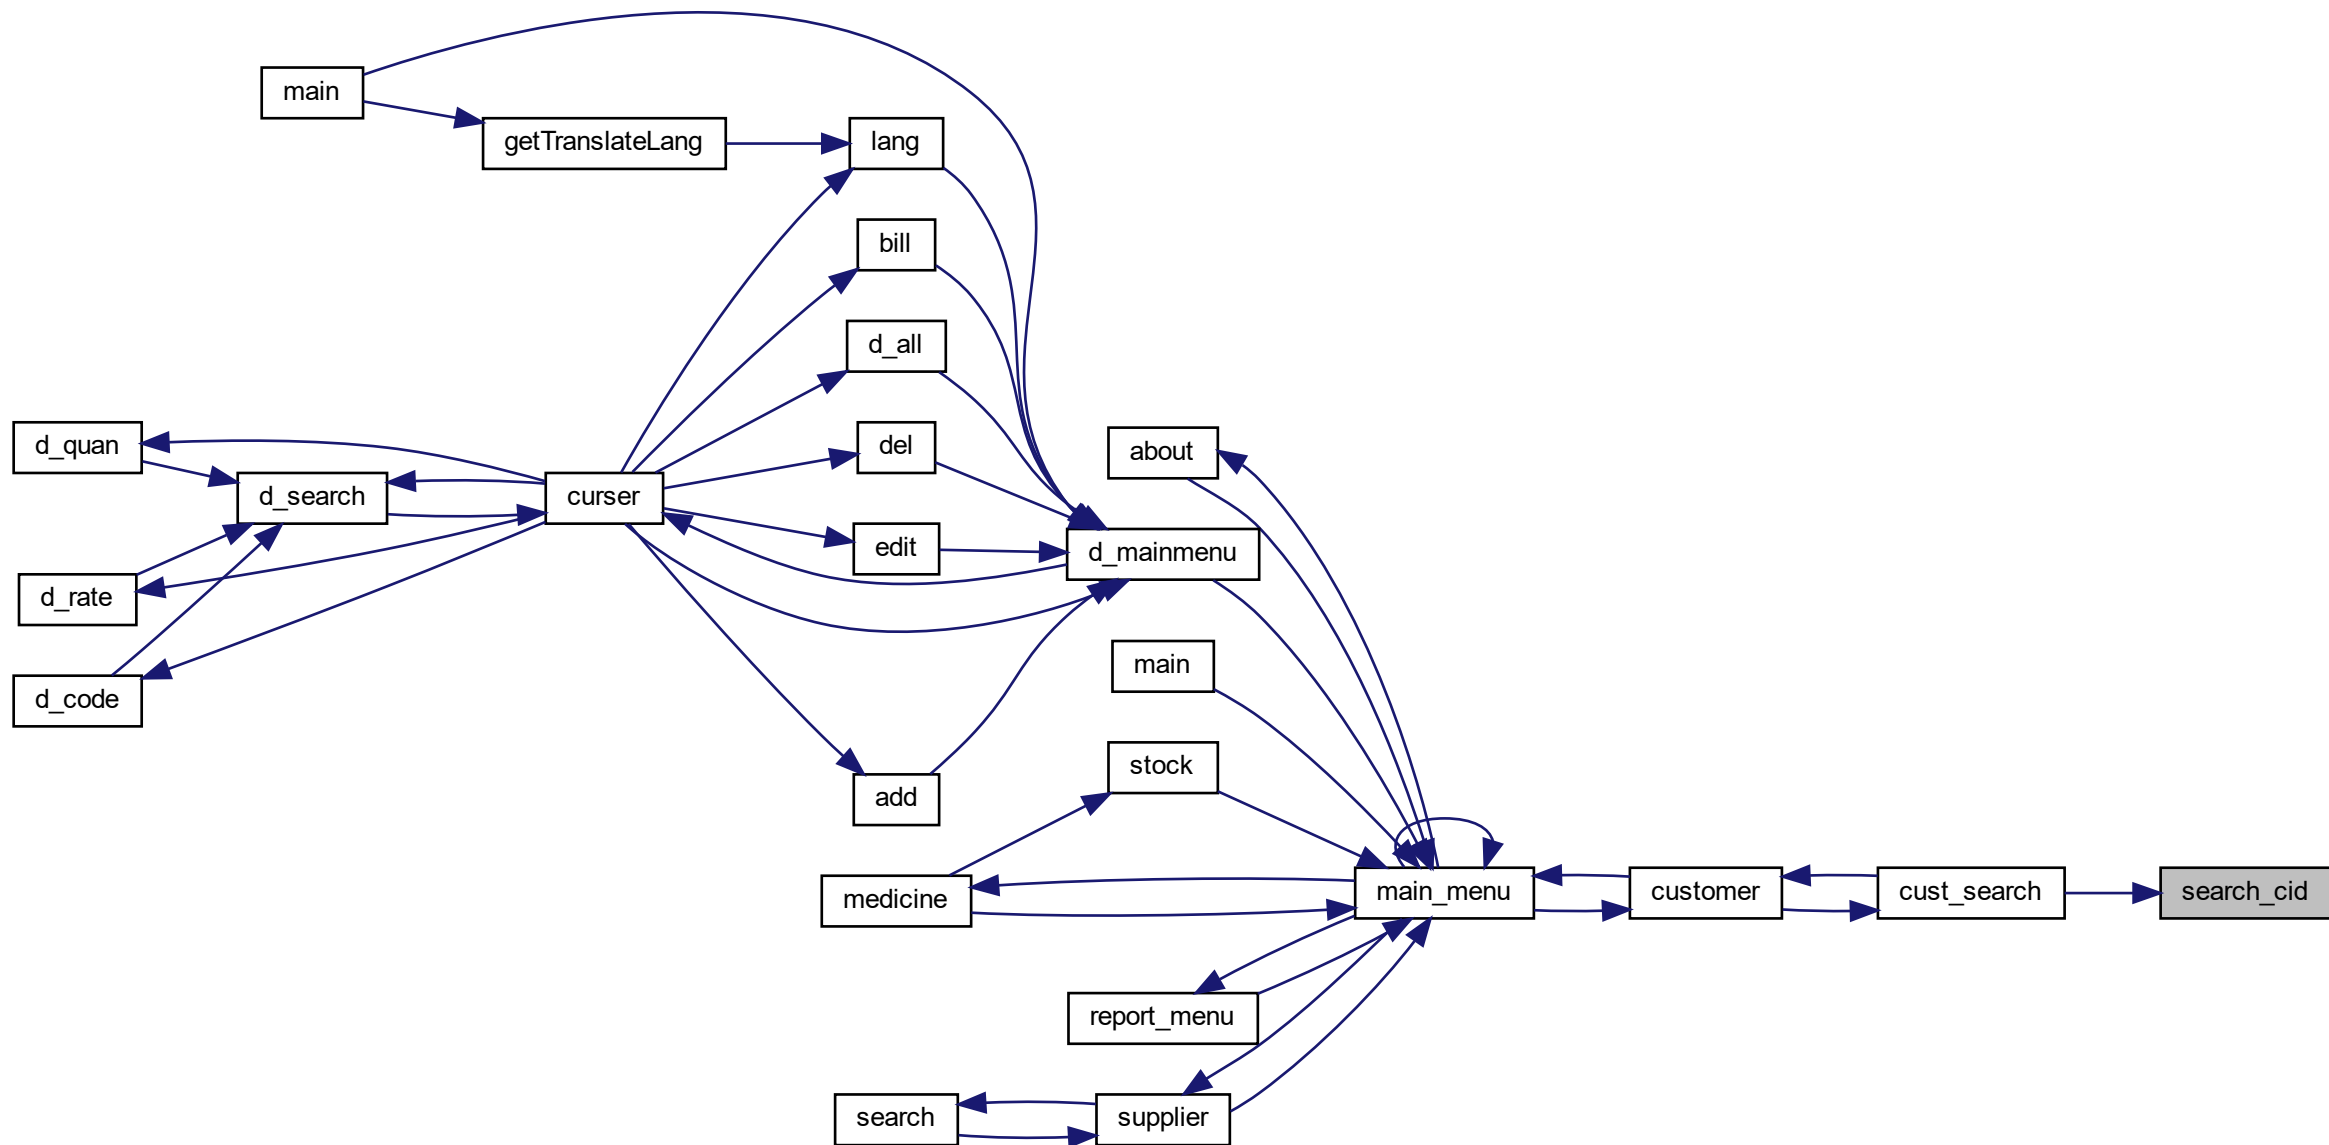 main
getTranslateLang
lang
bill
d_all
d_quan
del
about
d_search
curser
edit
d_mainmenu
d_rate
main
d_code
stock
add
medicine
main_menu
customer
cust_search
search_cid
report_menu
search
supplier